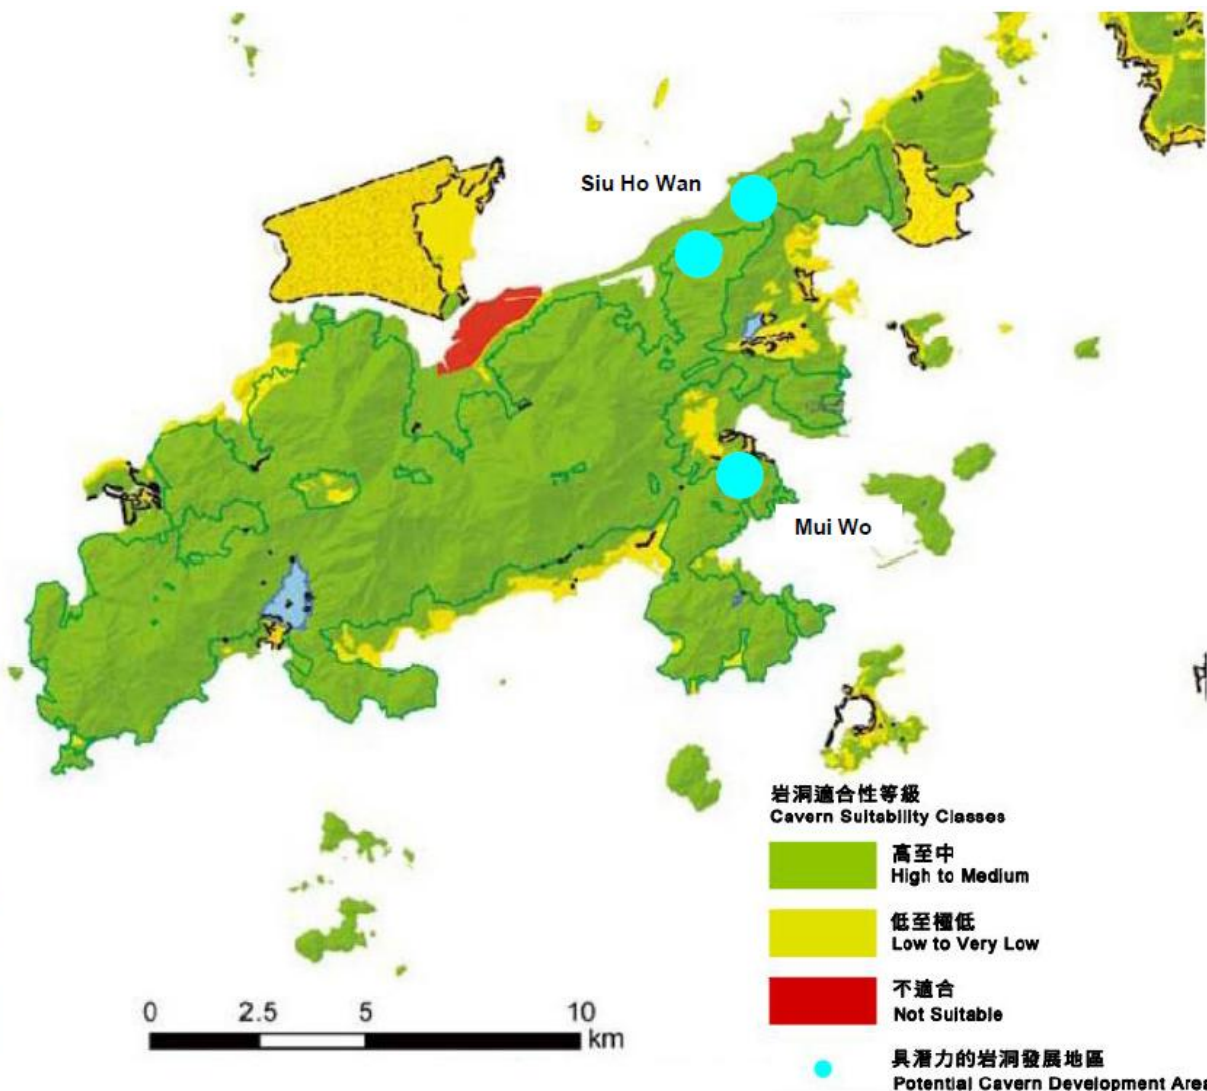 Siu Ho Wan
Mui Wo
岩洞適合性等級
Cavern Suitability Classes
高至中
High to Medium
低至極低
Low to Very Low
不適合
Not Suitable
0 2.5 5 10
km
具潛力的岩洞發展地區
Potential Cavern Development Area